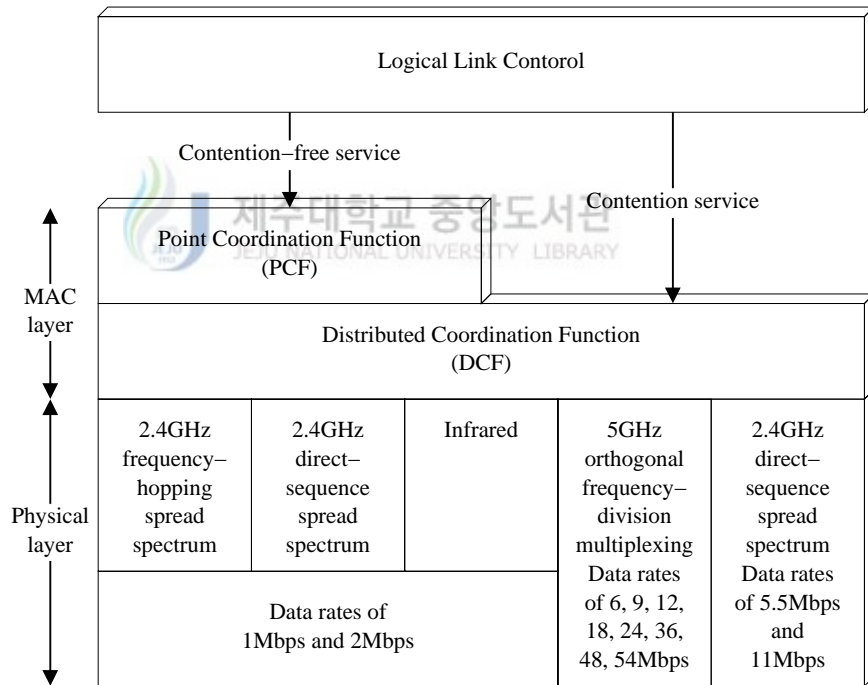 Logical Link Contorol
Contention–free service
Contention service
제주대학교 중앙도서관
JEJU NATIONAL UNIVERSITY LIBRARY
JEJU
1952
Point Coordination Function
(PCF)
MAC
layer
Distributed Coordination Function
(DCF)
Physical
layer
2.4GHz
frequency–
hopping
spread
spectrum
2.4GHz
direct–
sequence
spread
spectrum
Infrared
Data rates of
1Mbps and 2Mbps
5GHz
orthogonal
frequency–
division
multiplexing
Data rates
of 6, 9, 12,
18, 24, 36,
48, 54Mbps
2.4GHz
direct–
sequence
spread
spectrum
Data rates
of 5.5Mbps
and
11Mbps